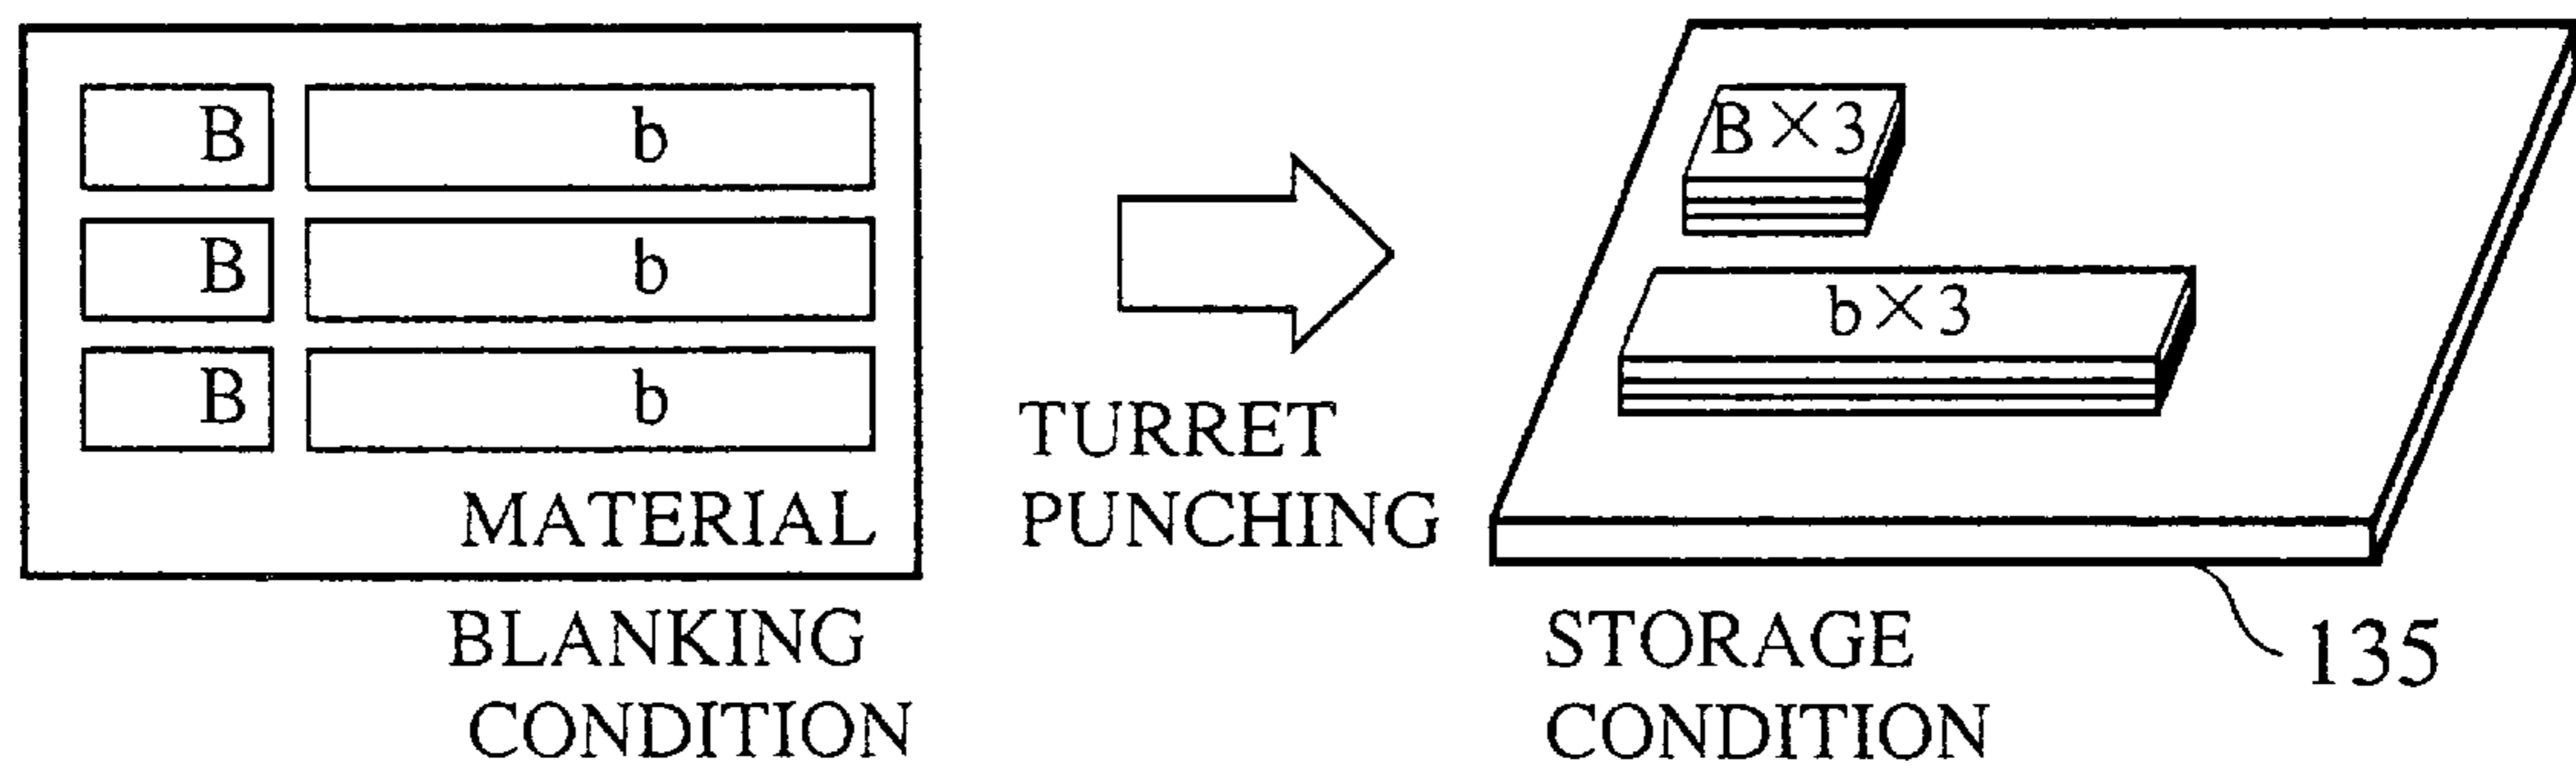 B b
B b
B b
MATERIAL
BLANKING
CONDITION
TURRET
PUNCHING
B×3
b×3
STORAGE
CONDITION
135